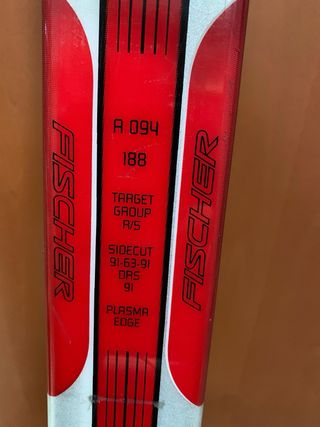 A 094
188
TARGET
GROUP
R/S
SIDECUT
91-63-91
DRS
91
PLASMA
EDGE
FISCHER
FISCHER